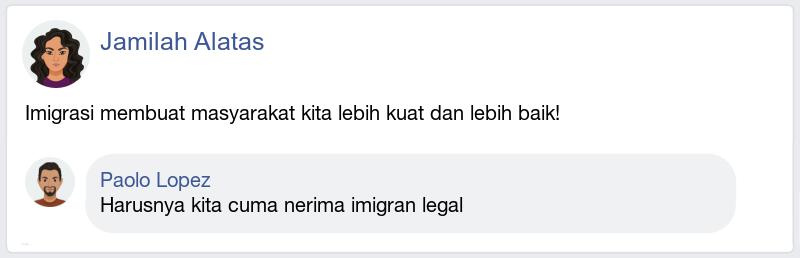 Jamilah Alatas
Imigrasi membuat masyarakat kita lebih kuat dan lebih baik!
Paolo Lopez
Harusnya kita cuma nerima imigran legal